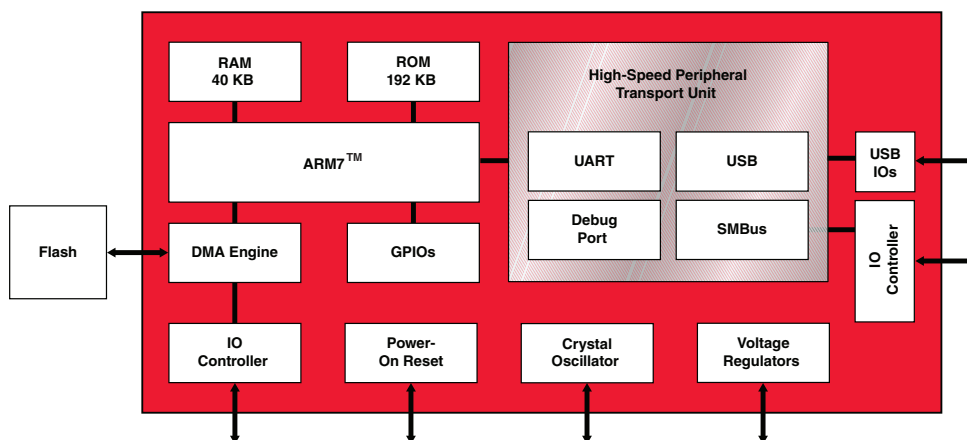 RAM
40 KB
ROM
192 KB
High-Speed Peripheral
Transport Unit
ARM7™
UART
USB
USB
IOs
Flash
DMA Engine
GPIOs
Debug
Port
SMBus
IO
Controller
IO
Controller
Power-
On Reset
Crystal
Oscillator
Voltage
Regulators